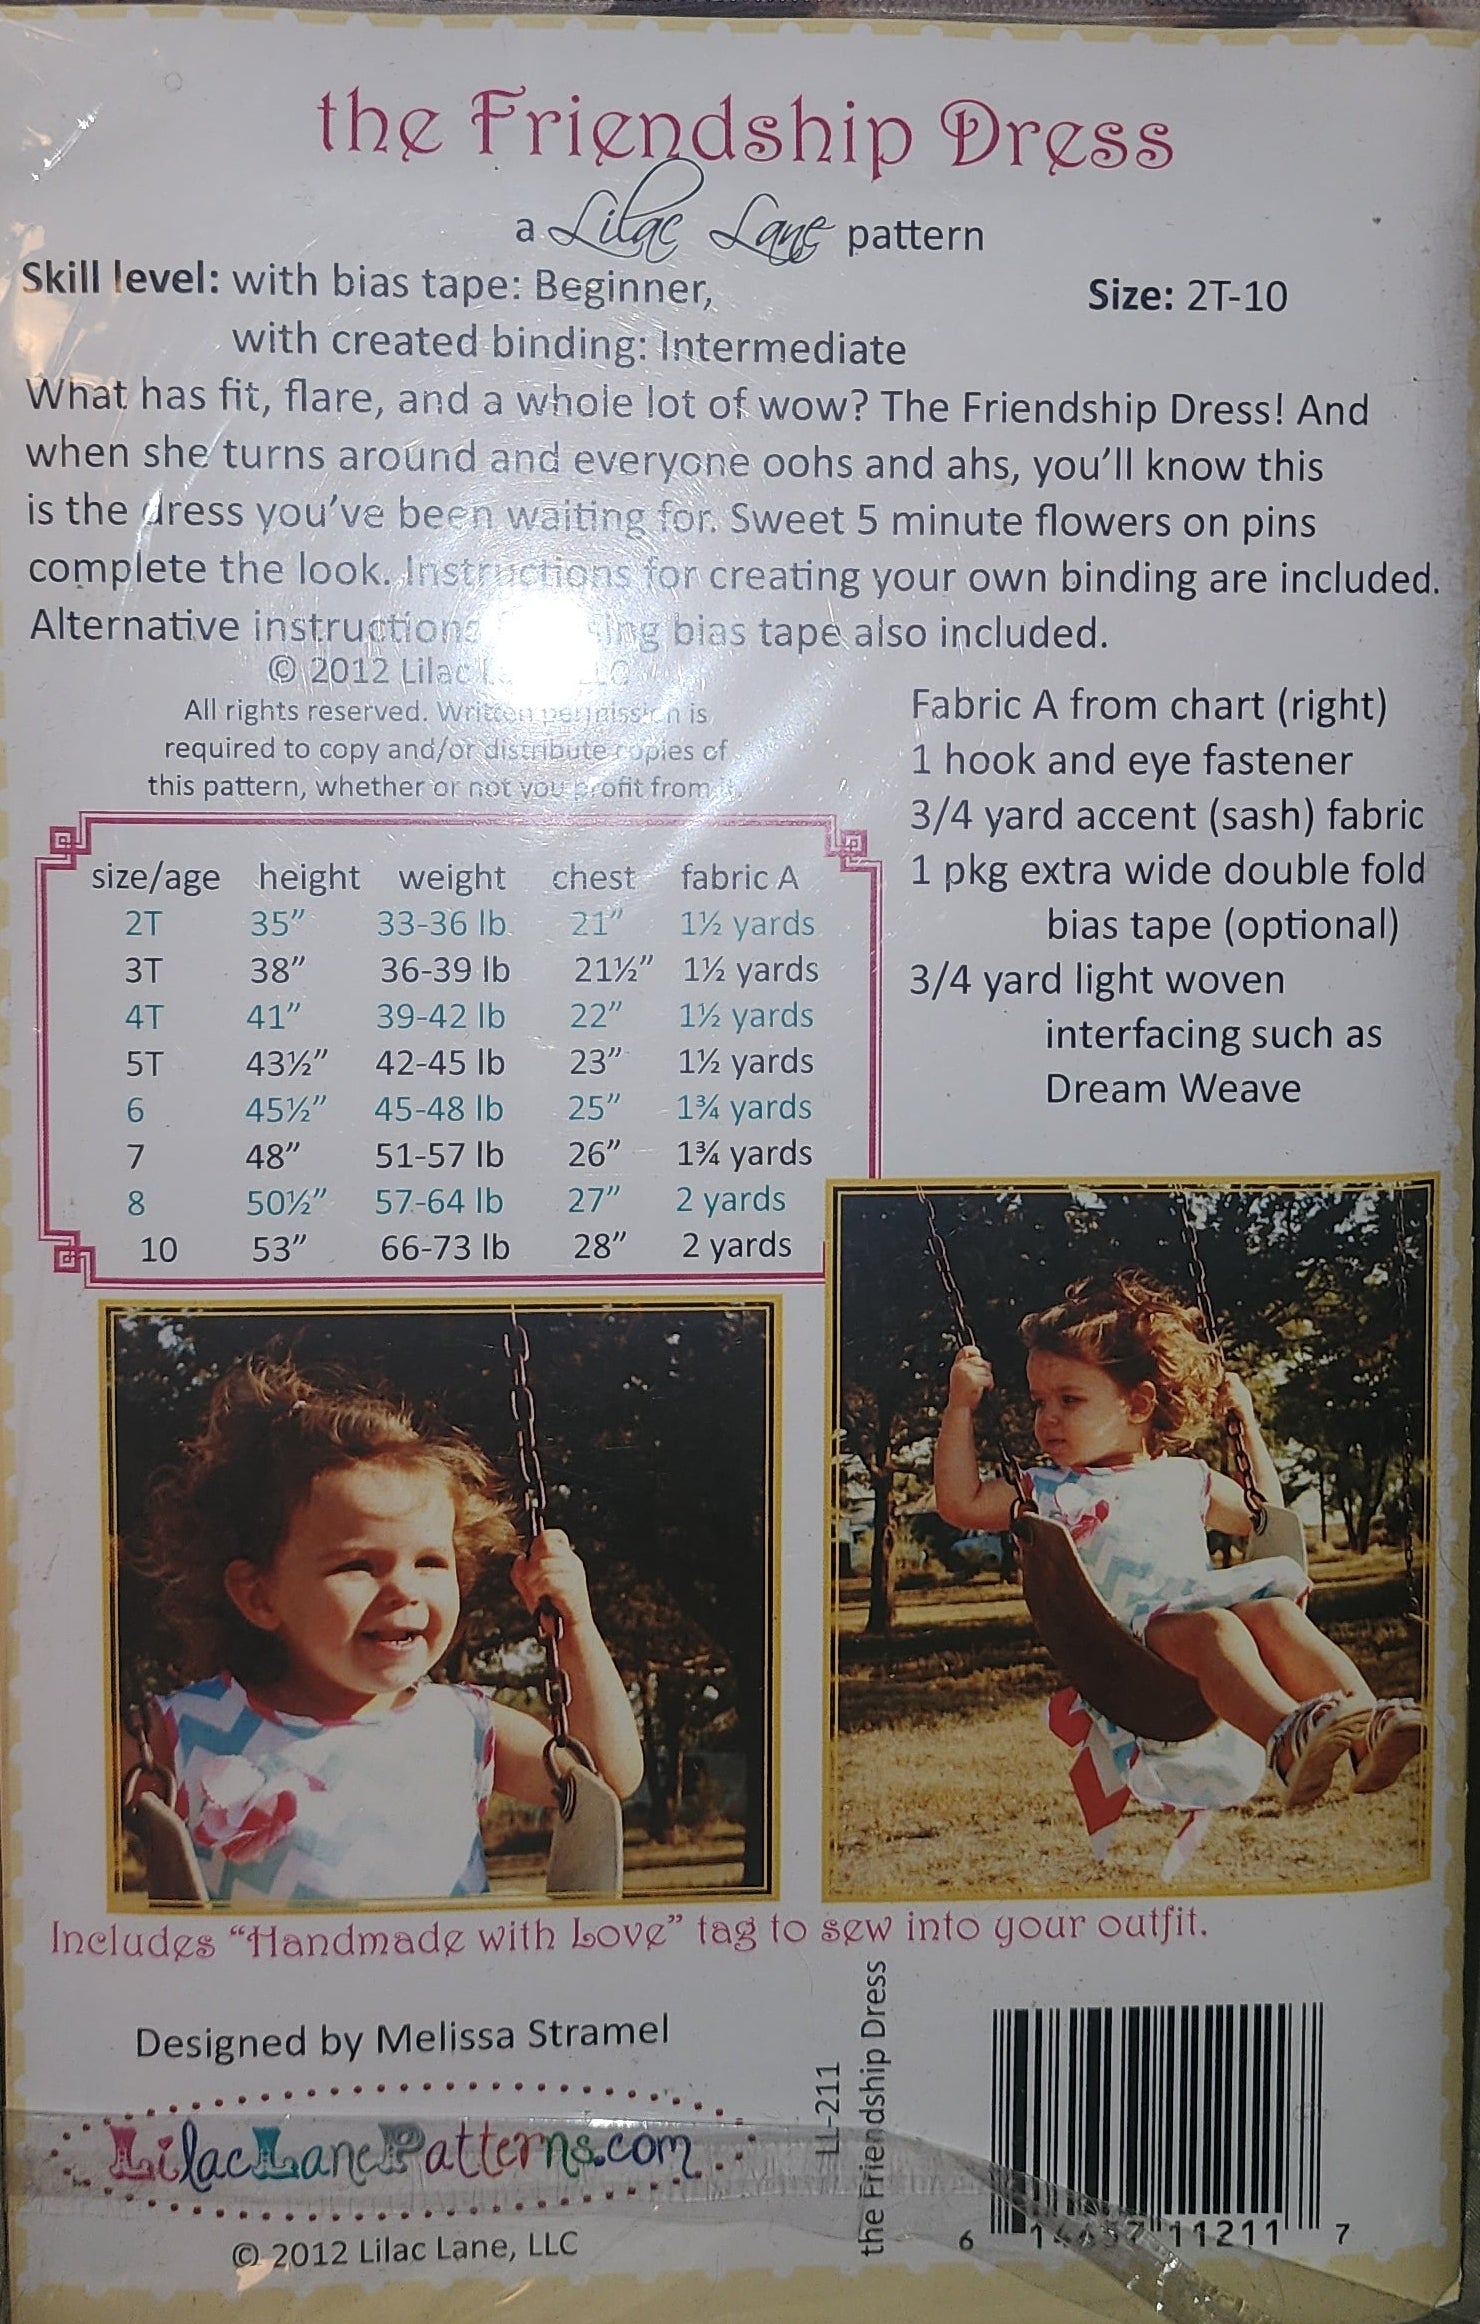 the Friendship Dress
a Lilac Lane pattern
Skill level: with bias tape: Beginner,
with created binding: Intermediate
Size: 2T-10
What has fit, flare, and a whole lot of wow? The Friendship Dress! And
when she turns around and everyone oohs and ahs, you'll know this
is the dress you've been waiting for. Sweet 5 minute flowers on pins
complete the look. Instructions for creating your own binding are included.
Alternative instructions bias tape also included.
© 2012 Lilac
All rights reserved. Written permission is
required to copy and/or distribute copies of
this pattern, whether or not you profit from
size/age height weight chest fabric A
2T 35" 33-36 lb 21" 1½ yards
3T 38" 36-39 lb 21½" 1½ yards
4T 41" 39-42 lb 22" 1½ yards
5T 43½" 42-45 lb 23" 1½ yards
6 45½" 45-48 lb 25" 1¾ yards
7 48" 51-57 lb 26" 1¾ yards
8 50½" 57-64 lb 27" 2 yards
10 53" 66-73 lb 28" 2 yards
Fabric A from chart (right)
1 hook and eye fastener
3/4 yard accent (sash) fabric
1 pkg extra wide double fold
bias tape (optional)
3/4 yard light woven
interfacing such as
Dream Weave
Includes "Handmade with Love" tag to sew into your outfit.
Designed by Melissa Stramel
LilacLanePatterns.com
© 2012 Lilac Lane, LLC
LL-211
the Friendship Dress
6 11211 7